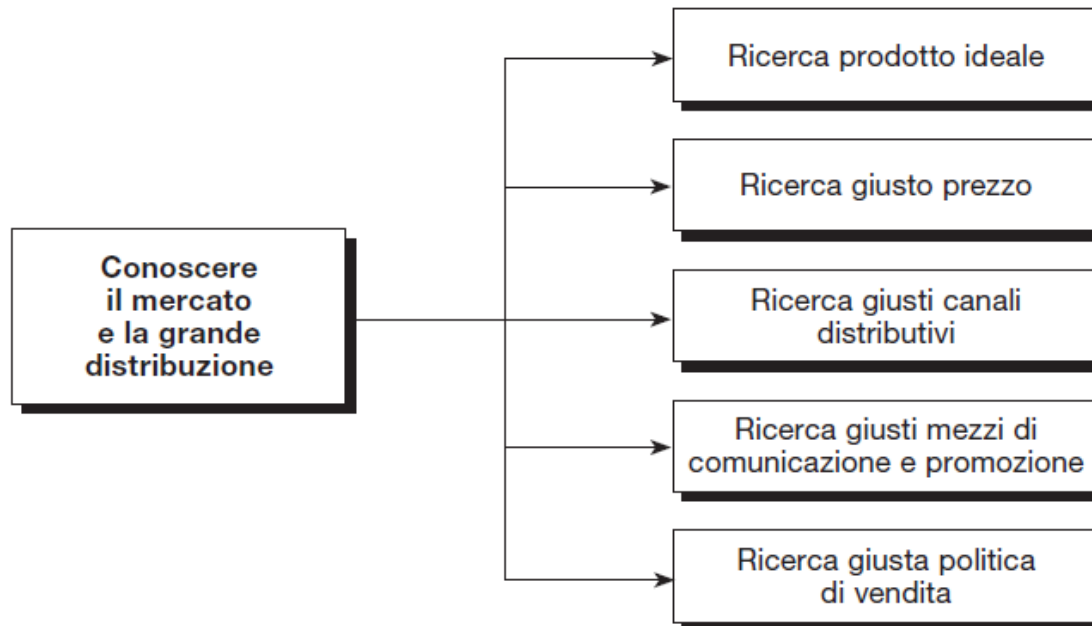 Ricerca prodotto ideale
Ricerca giusto prezzo
Conoscere
il mercato
e la grande
distribuzione
Ricerca giusti canali
distributivi
Ricerca giusti mezzi di
comunicazione e promozione
Ricerca giusta politica
di vendita